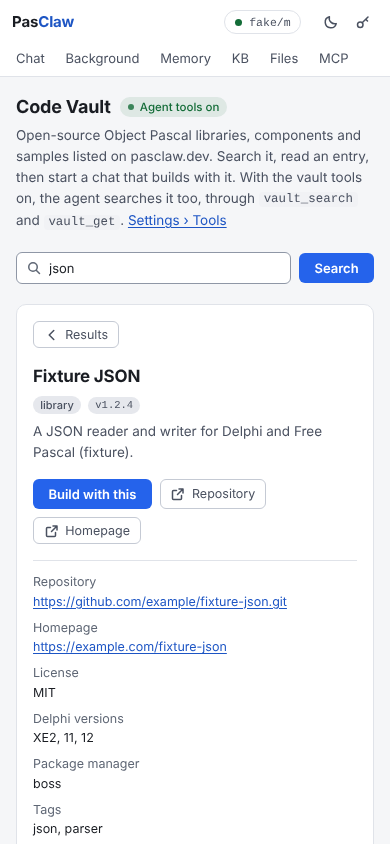 PasClaw
fake/m
Chat Background Memory KB Files MCP
Code Vault
Agent tools on
Open-source Object Pascal libraries, components and
samples listed on pasclaw.dev. Search it, read an entry,
then start a chat that builds with it. With the vault tools
on, the agent searches it too, through vault_search
and vault_get. Settings › Tools
json
Search
Results
Fixture JSON
library v1.2.4
A JSON reader and writer for Delphi and Free
Pascal (fixture).
Build with this
Repository
Homepage
Repository
https://github.com/example/fixture-json.git
Homepage
https://example.com/fixture-json
License
MIT
Delphi versions
XE2, 11, 12
Package manager
boss
Tags
json, parser